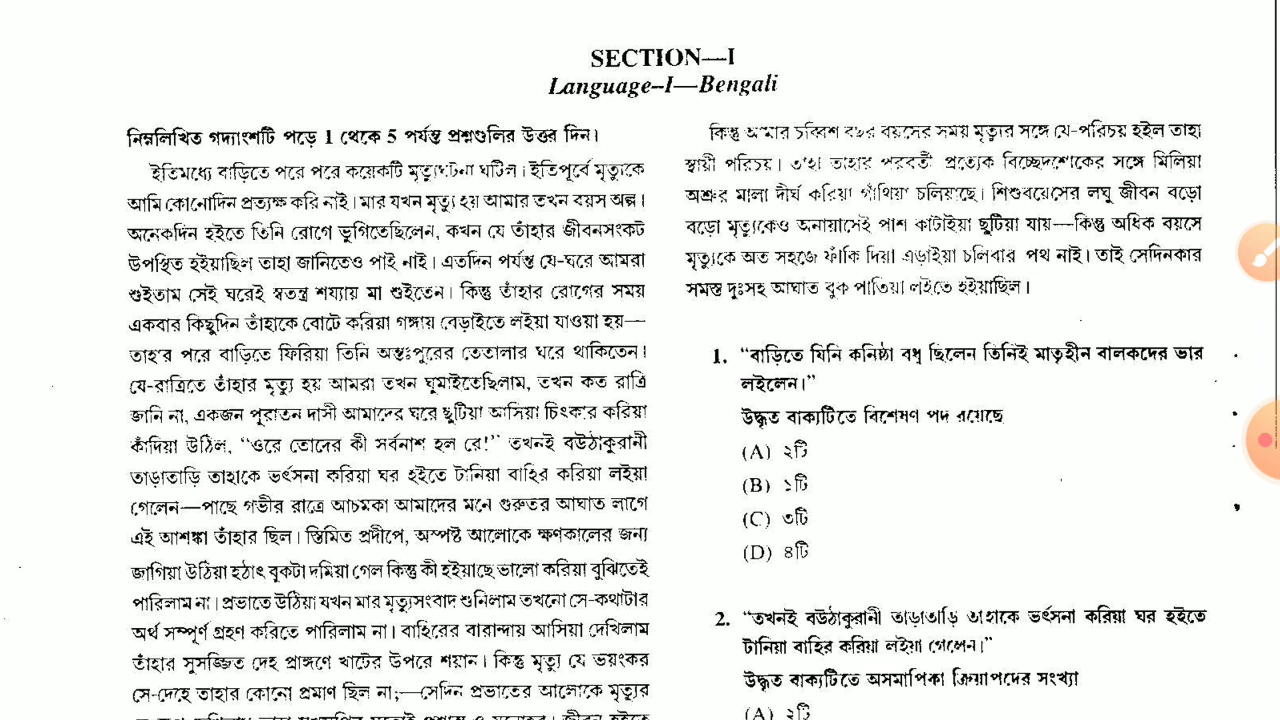 SECTION—I
Language–I—Bengali
নিম্নলিখিত গদ্যাংশটি পড়ে 1 থেকে 5 পর্যন্ত প্রশ্নগুলির উত্তর দিন।
ইতিমধ্যে বাড়িতে পরে পরে কয়েকটি মৃত্যুঘটনা ঘটিল। ইতিপূর্বে মৃত্যুকে
আমি কোনোদিন প্রত্যক্ষ করি নাই। মার যখন মৃত্যু হয় আমার তখন বয়স অল্প।
অনেকদিন হইতে তিনি রোগে ভুগিতেছিলেন, কখন যে তাঁহার জীবনসংকট
উপস্থিত হইয়াছিল তাহা জানিতেও পাই নাই। এতদিন পর্যন্ত যে-ঘরে আমরা
শুইতাম সেই ঘরেই স্বতন্ত্র শয্যায় মা শুইতেন। কিন্তু তাঁহার রোগের সময়
একবার কিছুদিন তাঁহাকে বোটে করিয়া গঙ্গায় বেড়াইতে লইয়া যাওয়া হয়—
তাহার পরে বাড়িতে ফিরিয়া তিনি অন্তঃপুরের তেতালার ঘরে থাকিতেন।
যে-রাত্রিতে তাঁহার মৃত্যু হয় আমরা তখন ঘুমাইতেছিলাম, তখন কত রাত্রি
জানি না, একজন পুরাতন দাসী আমাদের ঘরে ছুটিয়া আসিয়া চিৎকার করিয়া
কাঁদিয়া উঠিল, “ওরে তোদের কী সর্বনাশ হল রে!” তখনই বউঠাকুরানী
তাড়াতাড়ি তাহাকে ভর্ৎসনা করিয়া ঘর হইতে টানিয়া বাহির করিয়া লইয়া
গেলেন—পাছে গভীর রাত্রে আচমকা আমাদের মনে গুরুতর আঘাত লাগে
এই আশঙ্কা তাঁহার ছিল। স্তিমিত প্রদীপে, অস্পষ্ট আলোকে ক্ষণকালের জন্য
জাগিয়া উঠিয়া হঠাৎ বুকটা দমিয়া গেল কিন্তু কী হইয়াছে ভালো করিয়া বুঝিতেই
পারিলাম না। প্রভাতে উঠিয়া যখন মার মৃত্যুসংবাদ শুনিলাম তখনো সে-কথাটার
অর্থ সম্পূর্ণ গ্রহণ করিতে পারিলাম না। বাহিরের বারান্দায় আসিয়া দেখিলাম
তাঁহার সুসজ্জিত দেহ প্রাঙ্গণে খাটের উপরে শয়ান। কিন্তু মৃত্যু যে ভয়ংকর
সে-দেহে তাহার কোনো প্রমাণ ছিল না;—সেদিন প্রভাতের আলোকে মৃত্যুর
কিন্তু আমার চব্বিশ বছর বয়সের সময় মৃত্যুর সঙ্গে যে-পরিচয় হইল তাহা
স্থায়ী পরিচয়। তাহা তাহার পরবর্তী প্রত্যেক বিচ্ছেদশোকের সঙ্গে মিলিয়া
অশ্রুর মালা দীর্ঘ করিয়া গাঁথিয়া চলিয়াছে। শিশুবয়েসের লঘু জীবন বড়ো
বড়ো মৃত্যুকেও অনায়াসেই পাশ কাটাইয়া ছুটিয়া যায়—কিন্তু অধিক বয়সে
মৃত্যুকে অত সহজে ফাঁকি দিয়া এড়াইয়া চলিবার পথ নাই। তাই সেদিনকার
সমস্ত দুঃসহ আঘাত বুক পাতিয়া লইতে হইয়াছিল।
1. “বাড়িতে যিনি কনিষ্ঠা বধূ ছিলেন তিনিই মাতৃহীন বালকদের ভার
লইলেন।”
উদ্ধৃত বাক্যটিতে বিশেষণ পদ রয়েছে
(A) ২টি
(B) ১টি
(C) ৩টি
(D) ৪টি
2. “তখনই বউঠাকুরানী তাড়াতাড়ি তাহাকে ভর্ৎসনা করিয়া ঘর হইতে
টানিয়া বাহির করিয়া লইয়া গেলেন।”
উদ্ধৃত বাক্যটিতে অসমাপিকা ক্রিয়াপদের সংখ্যা
(A) ২টি